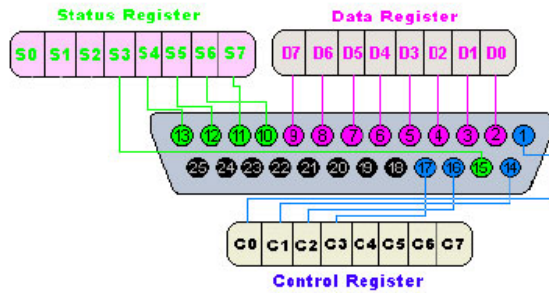 Status Register Data Register
S0 S1 S2 S3 S4 S5 S6 S7 D7 D6 D5 D4 D3 D2 D1 D0
13 12 11 10 9 8 7 6 5 4 3 2 1
25 24 23 22 21 20 19 18 17 16 15 14
C0 C1 C2 C3 C4 C5 C6 C7
Control Register